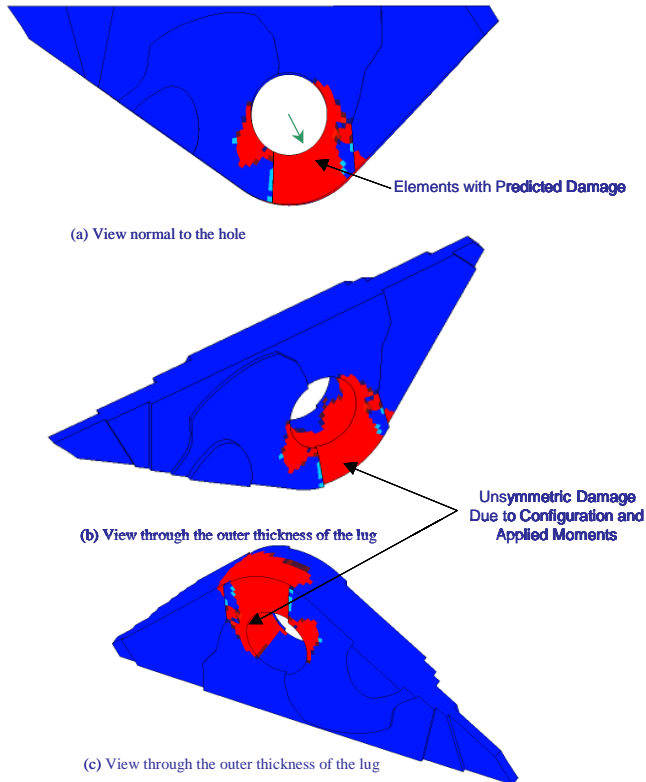 Elements with Predicted Damage
(a) View normal to the hole
Unsymmetric Damage
Due to Configuration and
Applied Moments
(b) View through the outer thickness of the lug
(c) View through the outer thickness of the lug